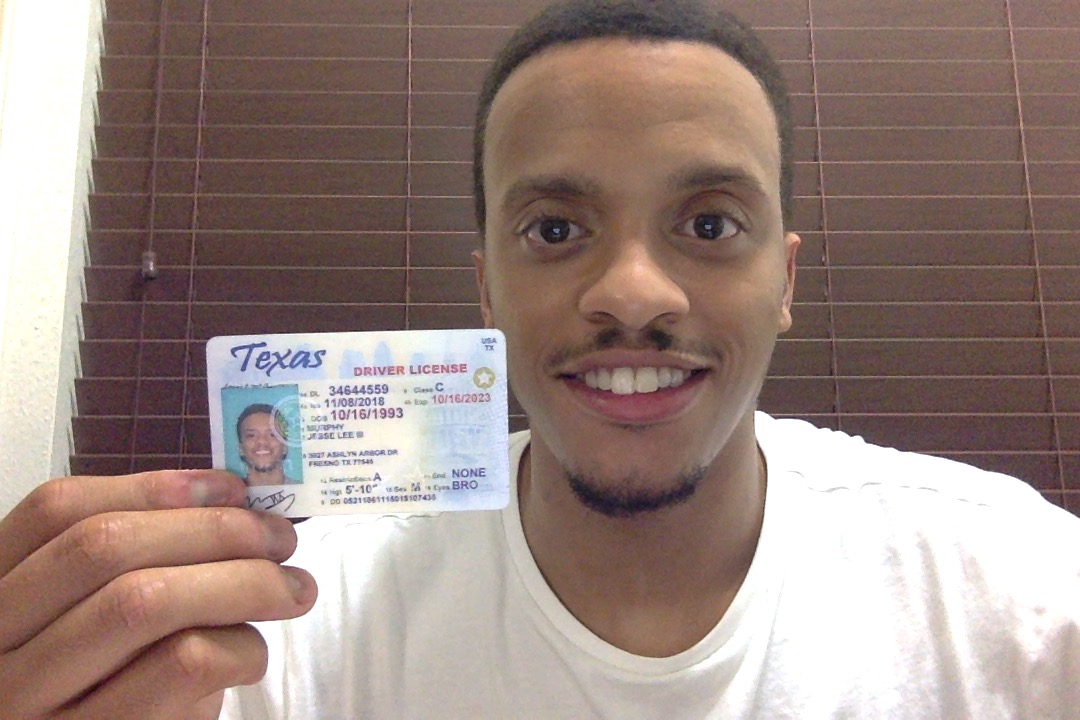 USA
TX
Texas
DRIVER LICENSE
DL 34644559 Class C
Iss 11/08/2018 Exp 10/16/2023
DOB 10/16/1993
MURPHY
JESSE LEE III
3927 ASHLYN ARBOR DR
FRESNO TX 77545
Restrictions A End NONE
Hgt 5'-10" Sex M Eyes BRO
DD